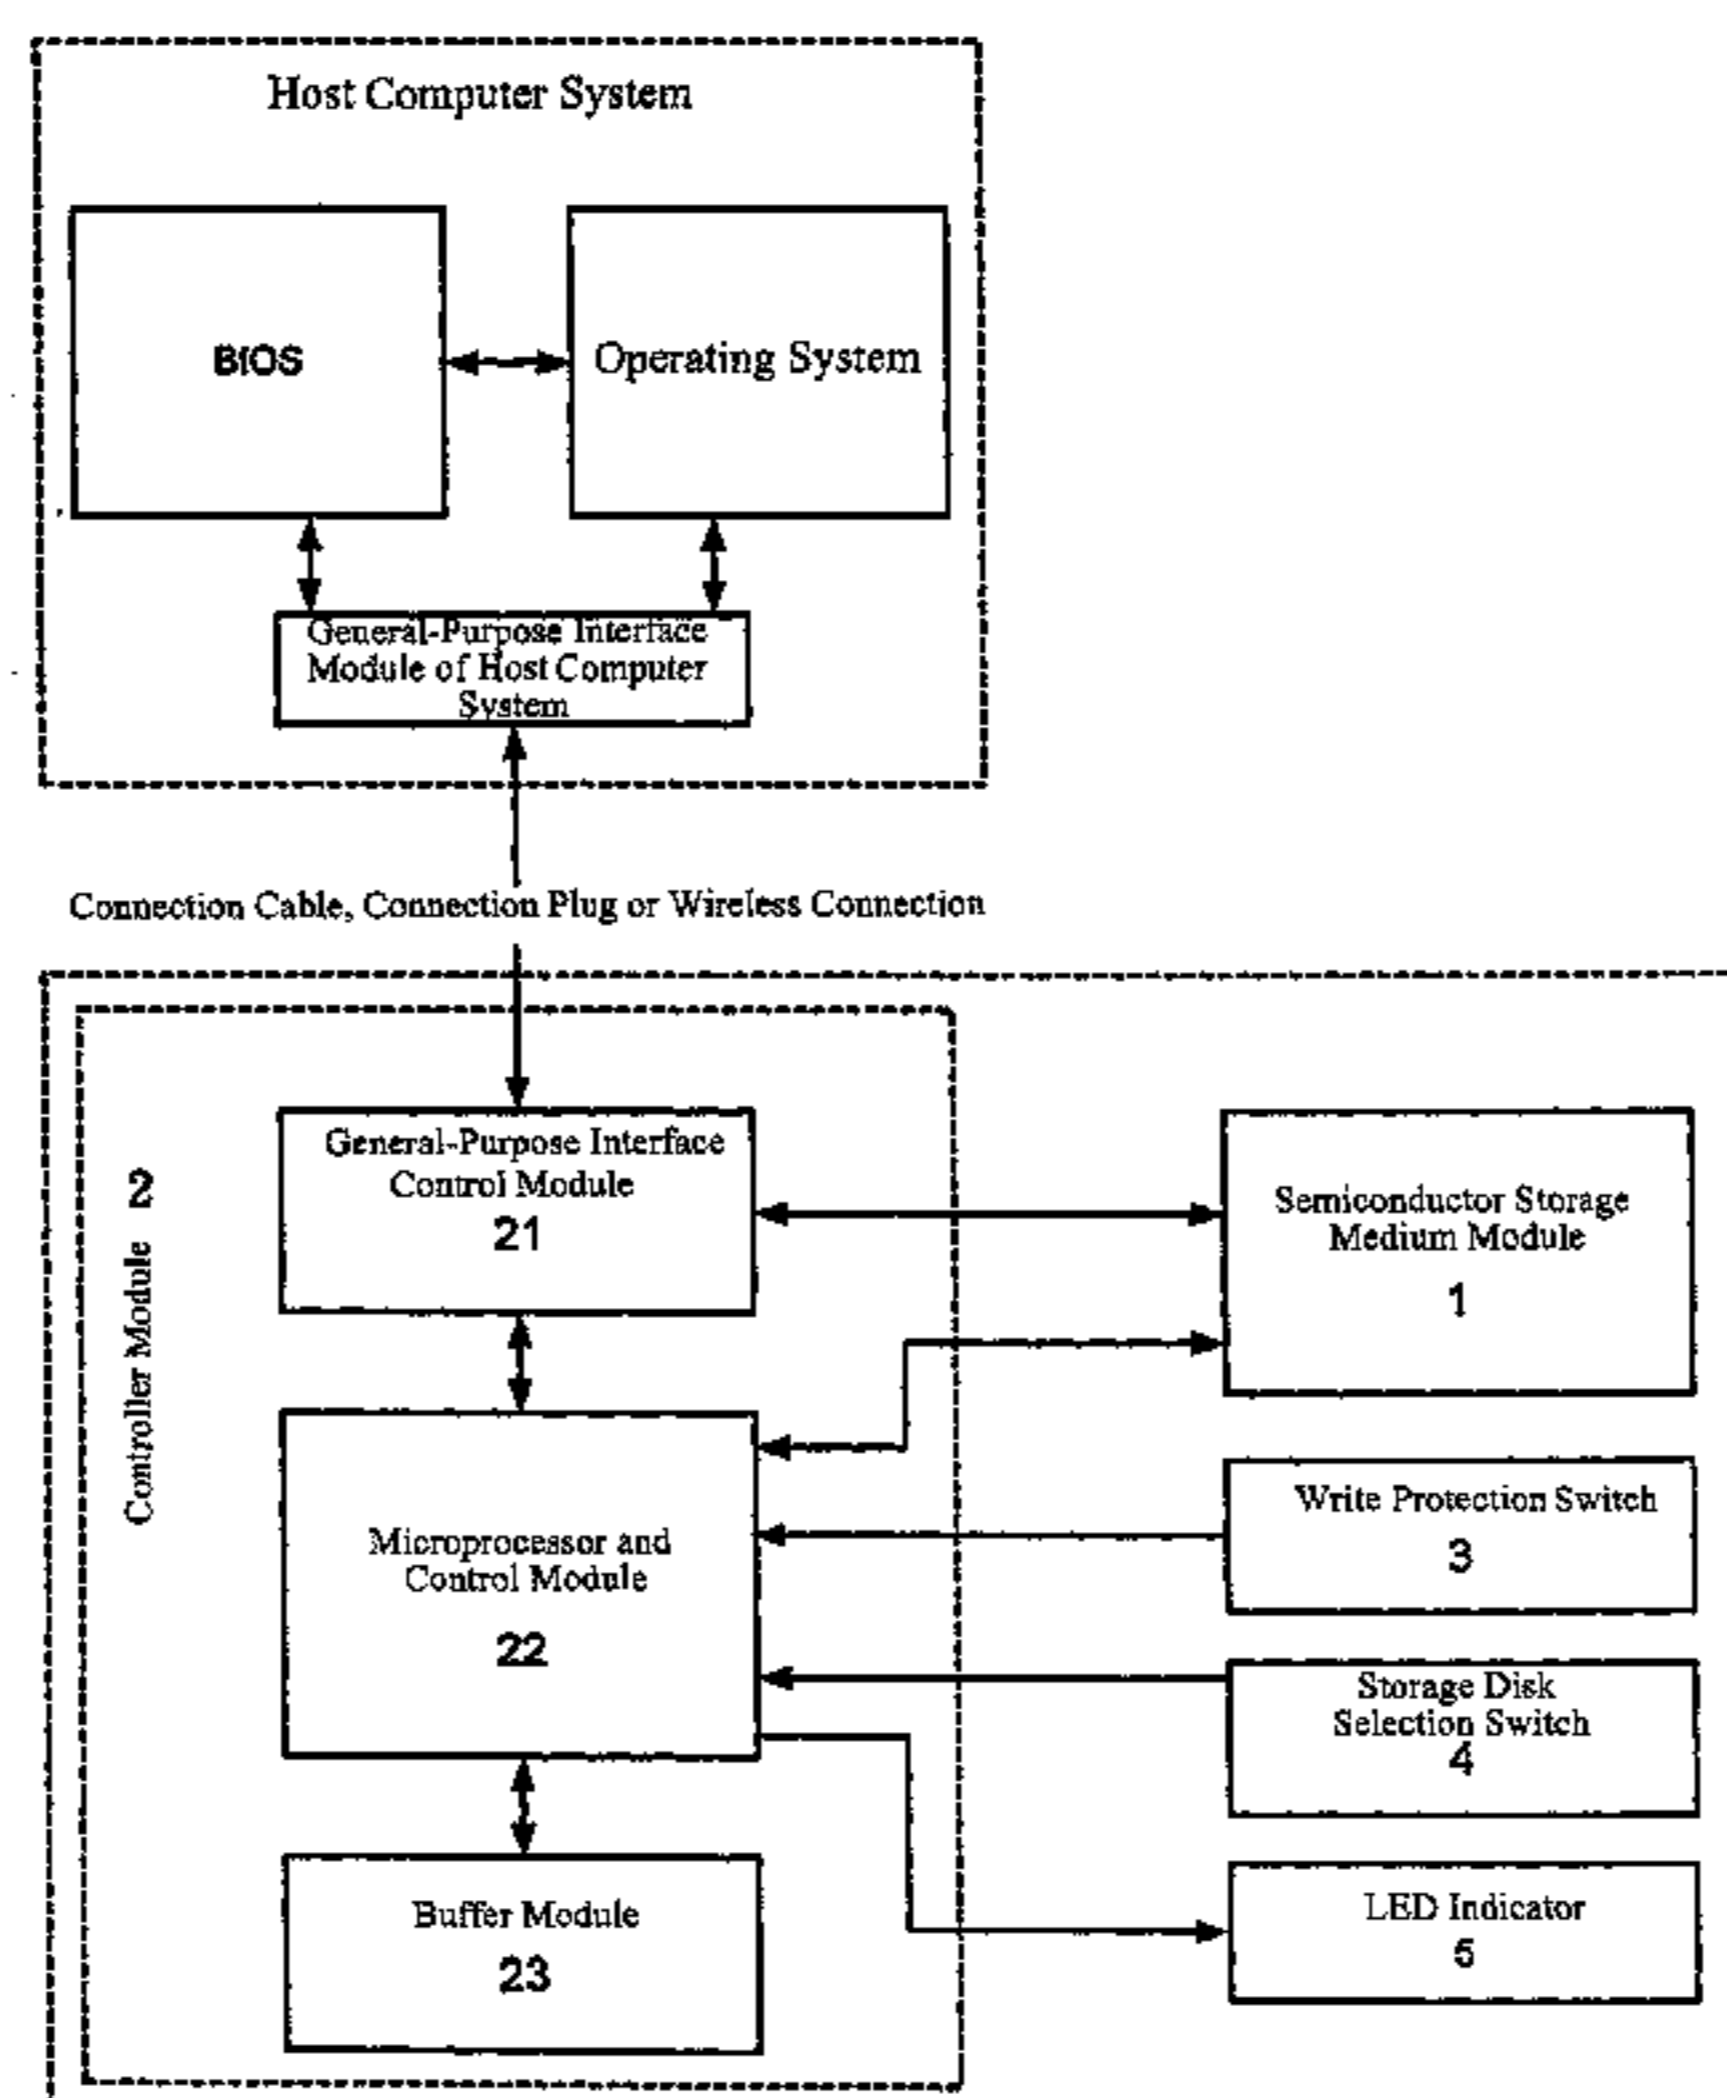 Host Computer System
BIOS
Operating System
General-Purpose Interface
Module of Host Computer
System
Connection Cable, Connection Plug or Wireless Connection
Controller Module 2
General-Purpose Interface
Control Module
21
Semiconductor Storage
Medium Module
1
Microprocessor and
Control Module
22
Write Protection Switch
3
Storage Disk
Selection Switch
4
Buffer Module
23
LED Indicator
5